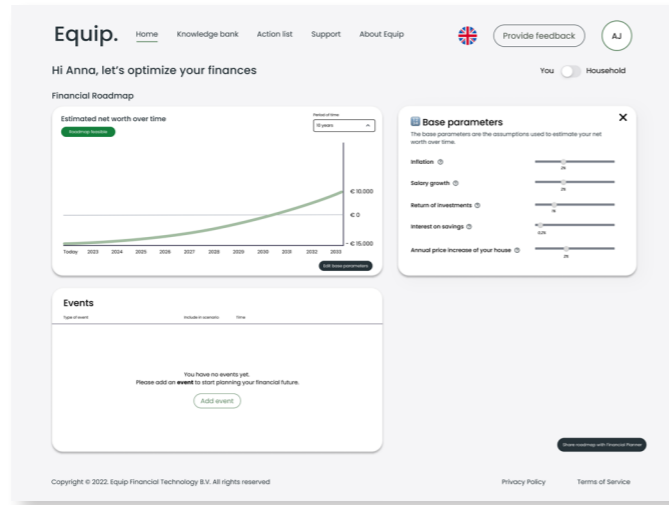 Equip.
Home Knowledge bank Action list Support About Equip
Provide feedback
AJ
Hi Anna, let's optimize your finances
You Household
Financial Roadmap
Estimated net worth over time
Roadmap feasible
Period of time
10 years
€ 10.000
€ 0
- € 15.000
Today 2023 2024 2025 2026 2027 2028 2029 2030 2031 2032 2033
Edit base parameters
Base parameters
The base parameters are the assumptions used to estimate your net
worth over time.
Inflation
2%
Salary growth
2%
Return of investments
1%
Interest on savings
0.2%
Annual price increase of your house
2%
Events
Type of event Include in scenario Time
You have no events yet.
Please add an event to start planning your financial future.
Add event
Share roadmap with Financial Planner
Copyright © 2022. Equip Financial Technology B.V. All rights reserved
Privacy Policy Terms of Service